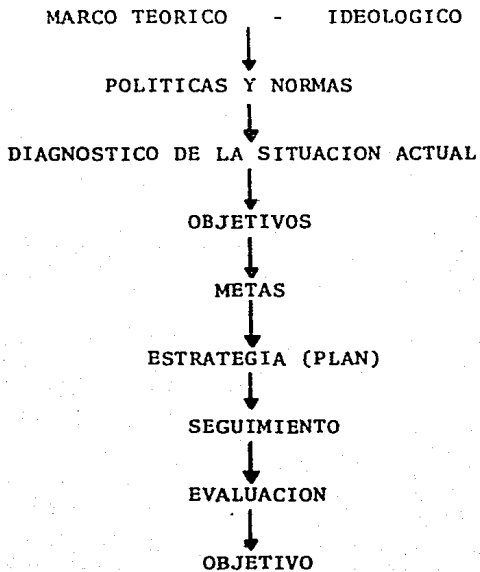 MARCO TEORICO - IDEOLOGICO
POLITICAS Y NORMAS
DIAGNOSTICO DE LA SITUACION ACTUAL
OBJETIVOS
METAS
ESTRATEGIA (PLAN)
SEGUIMIENTO
EVALUACION
OBJETIVO